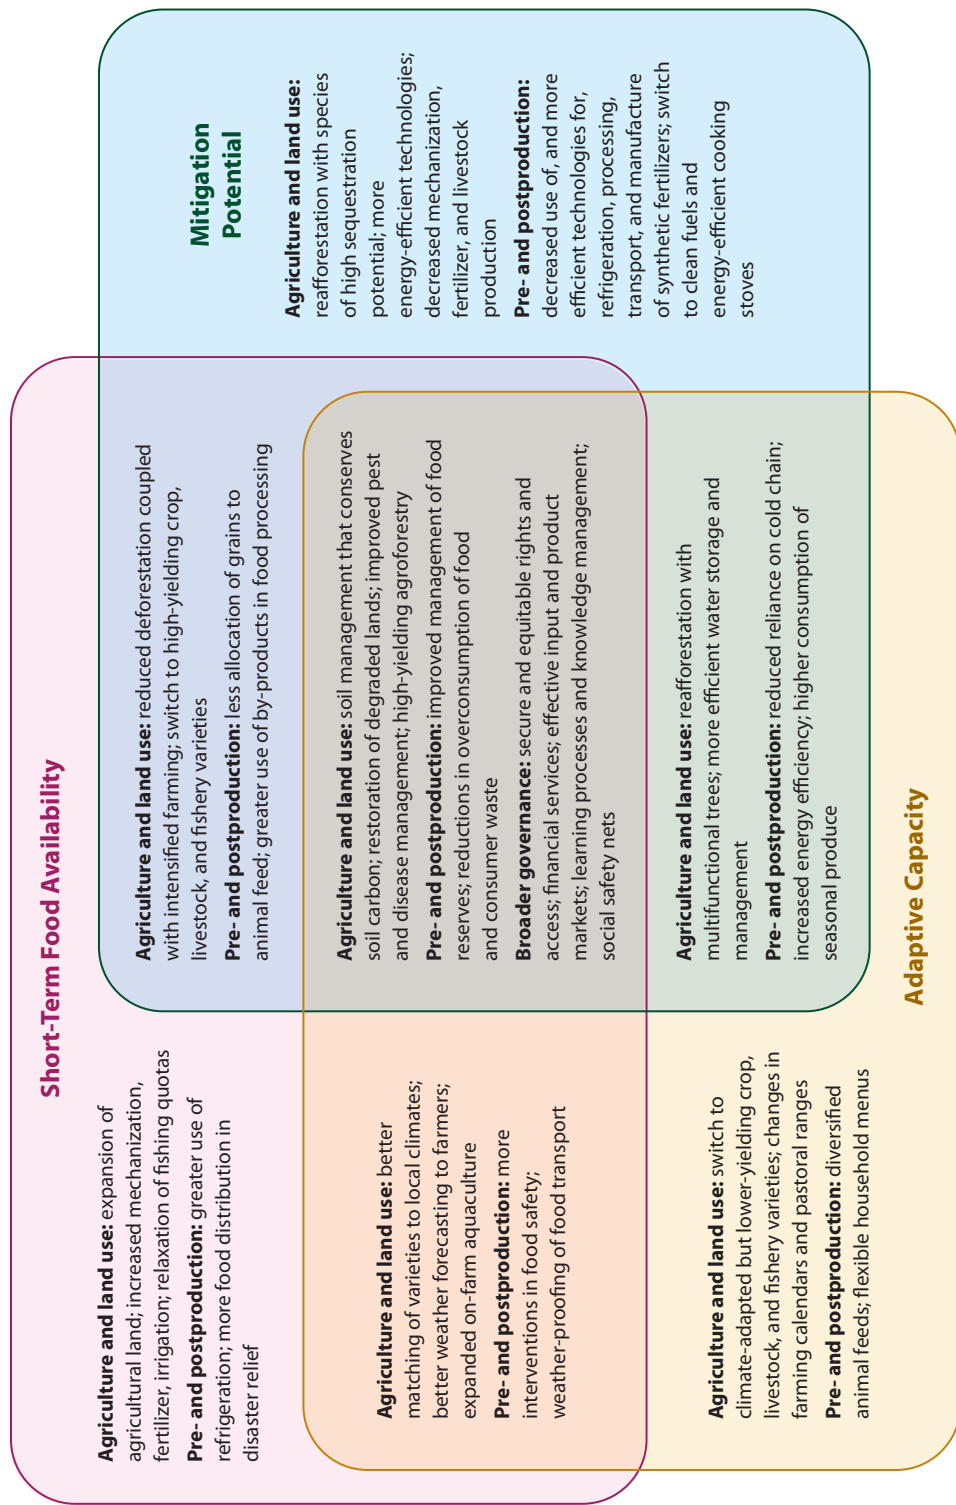 Short-Term Food Availability
Agriculture and land use: expansion of
agricultural land; increased mechanization,
fertilizer, irrigation; relaxation of fishing quotas
Pre- and postproduction: greater use of
refrigeration; more food distribution in
disaster relief
Agriculture and land use: reduced deforestation coupled
with intensified farming; switch to high-yielding crop,
livestock, and fishery varieties
Pre- and postproduction: less allocation of grains to
animal feed; greater use of by-products in food processing
Mitigation
Potential
Agriculture and land use:
reafforestation with species
of high sequestration
potential; more
energy-efficient technologies;
decreased mechanization,
fertilizer, and livestock
production
Pre- and postproduction:
decreased use of, and more
efficient technologies for,
refrigeration, processing,
transport, and manufacture
of synthetic fertilizers; switch
to clean fuels and
energy-efficient cooking
stoves
Agriculture and land use: better
matching of varieties to local climates;
better weather forecasting to farmers;
expanded on-farm aquaculture
Pre- and postproduction: more
interventions in food safety;
weather-proofing of food transport
Agriculture and land use: soil management that conserves
soil carbon; restoration of degraded lands; improved pest
and disease management; high-yielding agroforestry
Pre- and postproduction: improved management of food
reserves; reductions in overconsumption of food
and consumer waste
Broader governance: secure and equitable rights and
access; financial services; effective input and product
markets; learning processes and knowledge management;
social safety nets
Agriculture and land use: switch to
climate-adapted but lower-yielding crop,
livestock, and fishery varieties; changes in
farming calendars and pastoral ranges
Pre- and postproduction: diversified
animal feeds; flexible household menus
Agriculture and land use: reafforestation with
multifunctional trees; more efficient water storage and
management
Pre- and postproduction: reduced reliance on cold chain;
increased energy efficiency; higher consumption of
seasonal produce
Adaptive Capacity